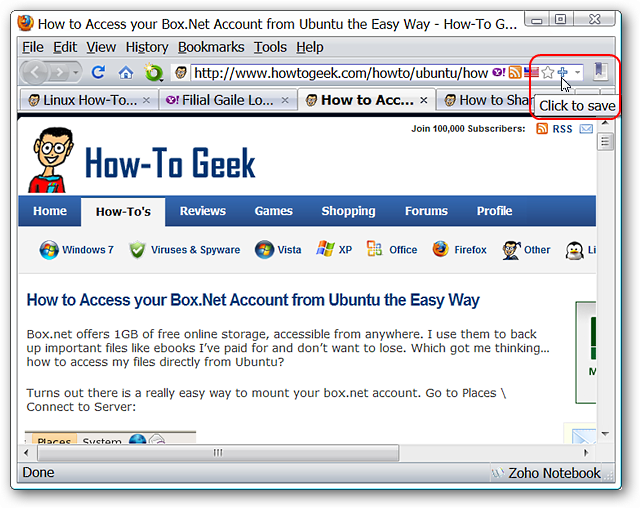 How to Access your Box.Net Account from Ubuntu the Easy Way - How-To G...
File Edit View History Bookmarks Tools Help
http://www.howtogeek.com/howto/ubuntu/how
Linux How-To... Filial Gaile Lo... How to Acc... How to Sha
Click to save
Join 100,000 Subscribers: RSS
How-To Geek
Home How-To's Reviews Games Shopping Forums Profile
Windows 7 Viruses & Spyware Vista XP Office Firefox Other Li
How to Access your Box.Net Account from Ubuntu the Easy Way
Box.net offers 1GB of free online storage, accessible from anywhere. I use them to back
up important files like ebooks I've paid for and don't want to lose. Which got me thinking...
how to access my files directly from Ubuntu?
M
Turns out there is a really easy way to mount your box.net account. Go to Places \
Connect to Server:
Places System
Done Zoho Notebook